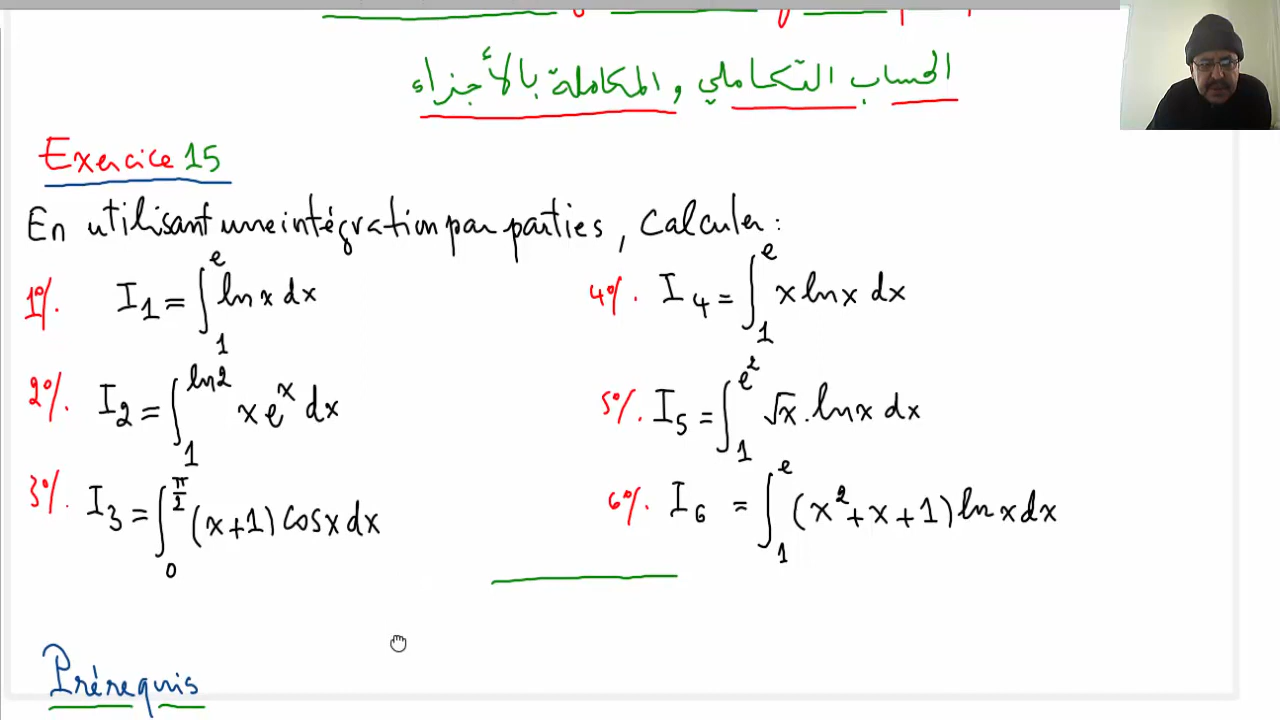 الحساب التكاملي و المكاملة بالأجزاء
Exercice 15
En utilisant une intégration par parties, Calculer :
1°/. I₁ = ∫₁^e ln x dx
2°/. I₂ = ∫₁^ln2 x e^x dx
3°/. I₃ = ∫₀^(π/2) (x+1) cos x dx
4°/. I₄ = ∫₁^e x ln x dx
5°/. I₅ = ∫₁^(e²) √x . ln x dx
6°/. I₆ = ∫₁^e (x² + x + 1) ln x dx
Prérequis